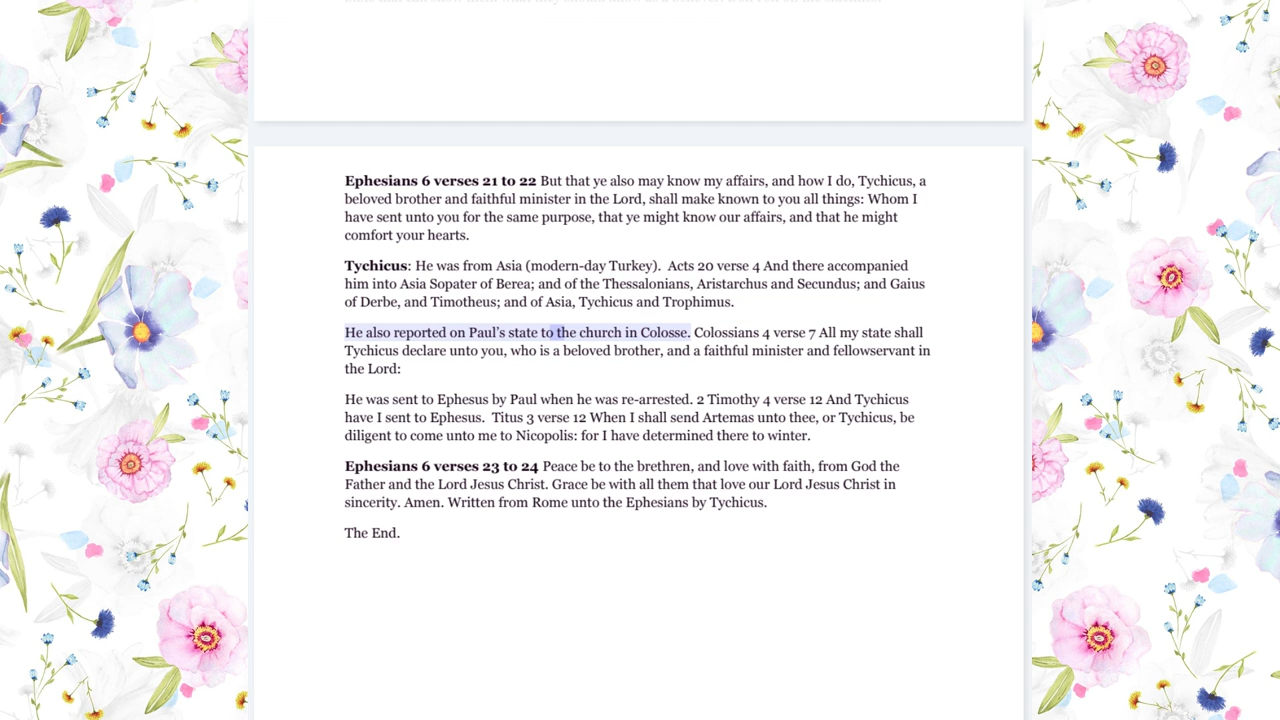 Ephesians 6 verses 21 to 22 But that ye also may know my affairs, and how I do, Tychicus, a
beloved brother and faithful minister in the Lord, shall make known to you all things: Whom I
have sent unto you for the same purpose, that ye might know our affairs, and that he might
comfort your hearts.
Tychicus: He was from Asia (modern-day Turkey).  Acts 20 verse 4 And there accompanied
him into Asia Sopater of Berea; and of the Thessalonians, Aristarchus and Secundus; and Gaius
of Derbe, and Timotheus; and of Asia, Tychicus and Trophimus.
He also reported on Paul’s state to the church in Colosse. Colossians 4 verse 7 All my state shall
Tychicus declare unto you, who is a beloved brother, and a faithful minister and fellowservant in
the Lord:
He was sent to Ephesus by Paul when he was re-arrested. 2 Timothy 4 verse 12 And Tychicus
have I sent to Ephesus.  Titus 3 verse 12 When I shall send Artemas unto thee, or Tychicus, be
diligent to come unto me to Nicopolis: for I have determined there to winter.
Ephesians 6 verses 23 to 24 Peace be to the brethren, and love with faith, from God the
Father and the Lord Jesus Christ. Grace be with all them that love our Lord Jesus Christ in
sincerity. Amen. Written from Rome unto the Ephesians by Tychicus.
The End.